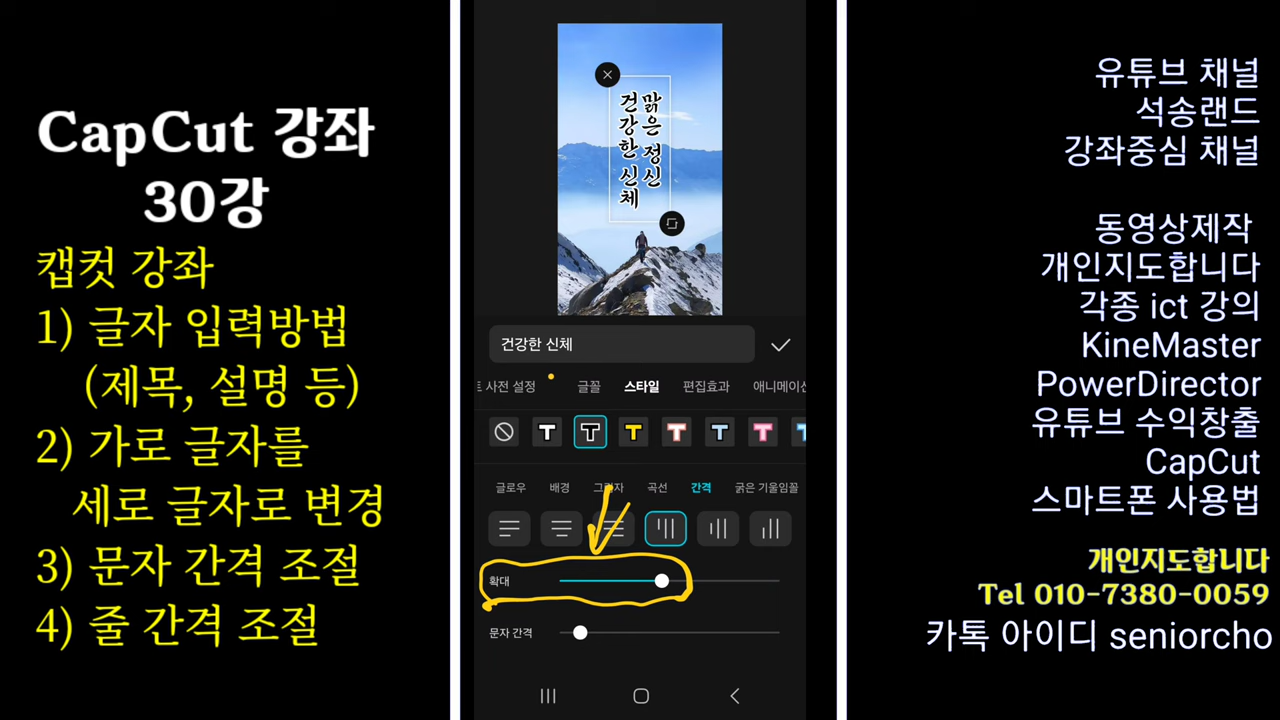 CapCut 강좌
30강
캡컷 강좌
1) 글자 입력방법
(제목, 설명 등)
2) 가로 글자를
세로 글자로 변경
3) 문자 간격 조절
4) 줄 간격 조절
맑은 정신
건강한 신체
건강한 신체
트 사전 설정 글꼴 스타일 편집효과 애니메이션
T T T T T T T
글로우 배경 그림자 곡선 간격 굵은 기울임꼴
확대
문자 간격
유튜브 채널
석송랜드
강좌중심 채널
동영상제작
개인지도합니다
각종 ict 강의
KineMaster
PowerDirector
유튜브 수익창출
CapCut
스마트폰 사용법
개인지도합니다
Tel 010-7380-0059
카톡 아이디 seniorcho